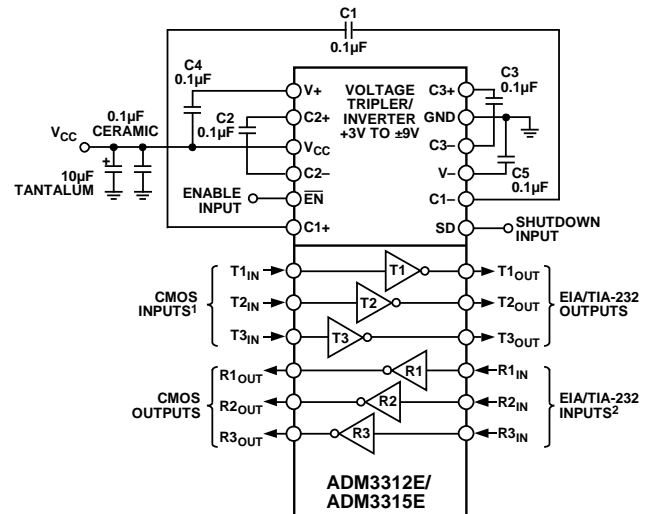 C1
0.1µF
C4
0.1µF
0.1µF
CERAMIC
C2
0.1µF
VCC
+
10µF
TANTALUM
ENABLE
INPUT
V+
C2+
VCC
C2–
EN
C1+
VOLTAGE
TRIPLER/
INVERTER
+3V TO ±9V
C3+
GND
C3–
V–
C1–
SD
C3
0.1µF
C5
0.1µF
SHUTDOWN
INPUT
CMOS
INPUTS1
T1IN
T2IN
T3IN
T1
T2
T3
T1OUT
T2OUT
T3OUT
EIA/TIA-232
OUTPUTS
CMOS
OUTPUTS
R1OUT
R2OUT
R3OUT
R1
R2
R3
R1IN
R2IN
R3IN
EIA/TIA-232
INPUTS2
ADM3312E/
ADM3315E